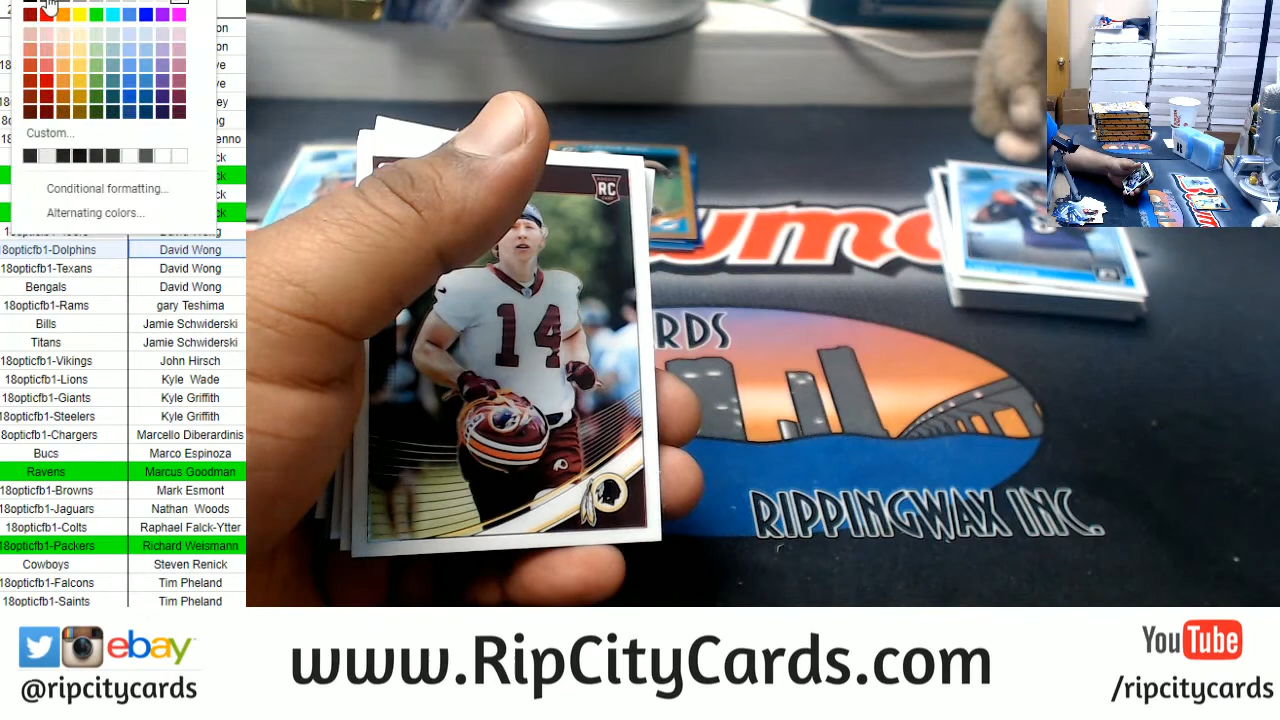 Custom...
Conditional formatting...
Alternating colors...
18opticfb1-Dolphins David Wong
18opticfb1-Texans David Wong
Bengals David Wong
18opticfb1-Rams gary Teshima
Bills Jamie Schwiderski
Titans Jamie Schwiderski
18opticfb1-Vikings John Hirsch
18opticfb1-Lions Kyle Wade
18opticfb1-Giants Kyle Griffith
18opticfb1-Steelers Kyle Griffith
18opticfb1-Chargers Marcello Diberardinis
Bucs Marco Espinoza
Ravens Marcus Goodman
18opticfb1-Browns Mark Esmont
18opticfb1-Jaguars Nathan Woods
18opticfb1-Colts Raphael Falck-Ytter
18opticfb1-Packers Richard Weismann
Cowboys Steven Renick
18opticfb1-Falcons Tim Pheland
18opticfb1-Saints Tim Pheland
RC
14
RDS
RIPPINGWAX INC.
ebay
@ripcitycards
www.RipCityCards.com
YouTube
/ripcitycards